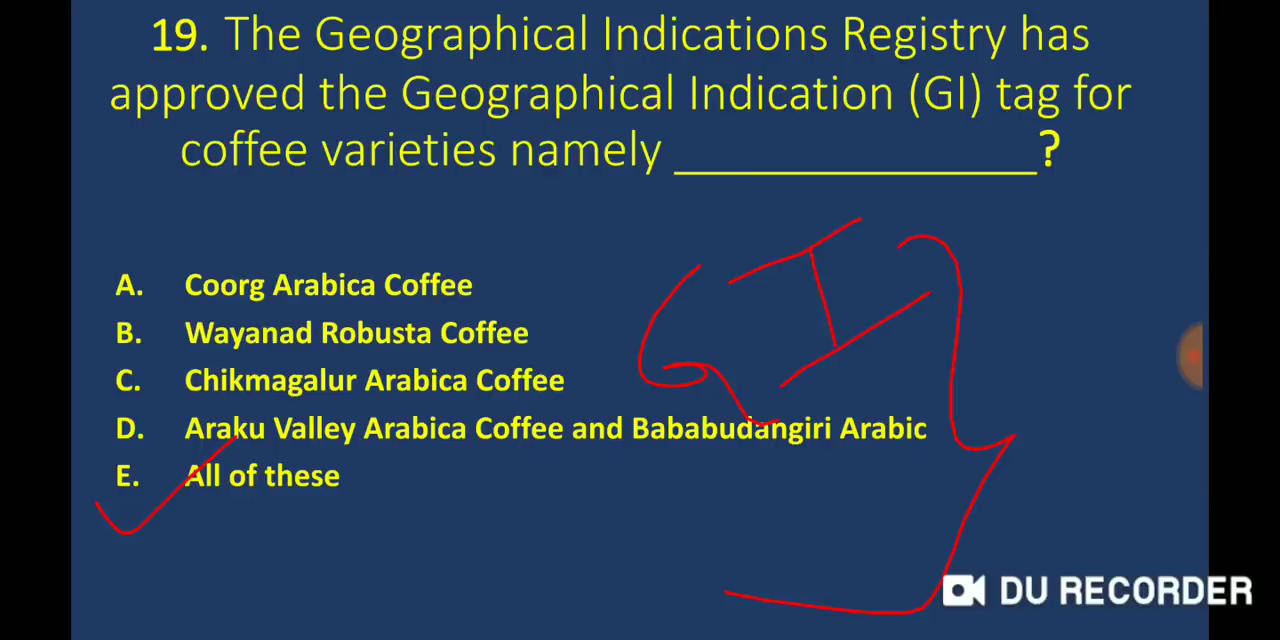 19. The Geographical Indications Registry has
approved the Geographical Indication (GI) tag for
coffee varieties namely _______________?
A. Coorg Arabica Coffee
B. Wayanad Robusta Coffee
C. Chikmagalur Arabica Coffee
D. Araku Valley Arabica Coffee and Bababudangiri Arabic
E. All of these
DU RECORDER